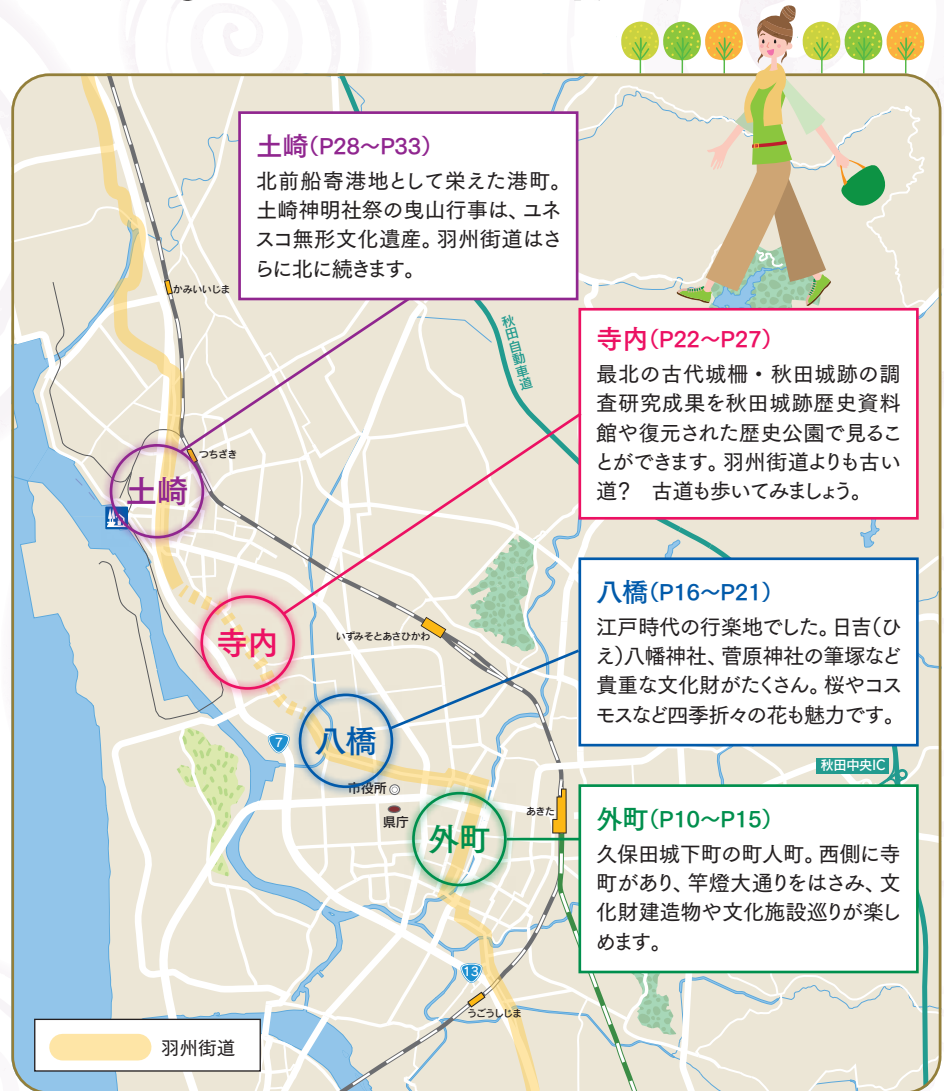 土崎(P28〜P33)
北前船寄港地として栄えた港町。
土崎神明社祭の曳山行事は、ユネ
スコ無形文化遺産。羽州街道はさ
らに北に続きます。
かみいいじま
秋田自動車道
寺内(P22〜P27)
最北の古代城柵・秋田城跡の調
査研究成果を秋田城跡歴史資料
館や復元された歴史公園で見るこ
とができます。羽州街道よりも古い
道？　古道も歩いてみましょう。
つちざき
土崎
寺内
いずみそとあさひかわ
八橋(P16〜P21)
江戸時代の行楽地でした。日吉(ひ
え)八幡神社、菅原神社の筆塚など
貴重な文化財がたくさん。桜やコス
モスなど四季折々の花も魅力です。
7
八橋
秋田中央IC
市役所
県庁
あきた
外町
外町(P10〜P15)
久保田城下町の町人町。西側に寺
町があり、竿燈大通りをはさみ、文
化財建造物や文化施設巡りが楽し
めます。
13
うごうしじま
羽州街道